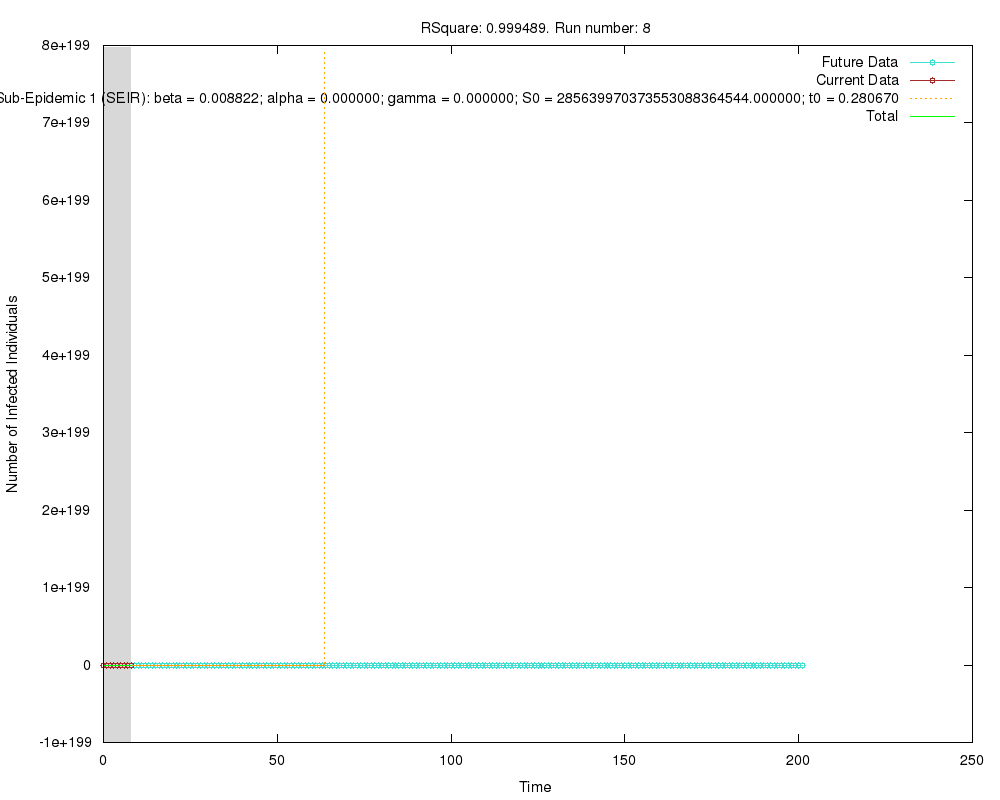 RSquare: 0.999489. Run number: 8
8e+199
7e+199
6e+199
5e+199
4e+199
3e+199
2e+199
1e+199
0
-1e+199
Number of Infected Individuals
Future Data
Current Data
Sub-Epidemic 1 (SEIR): beta = 0.008822; alpha = 0.000000; gamma = 0.000000; S0 = 285639970373553088364544.000000; t0 = 0.280670
Total
0 50 100 150 200 250
Time